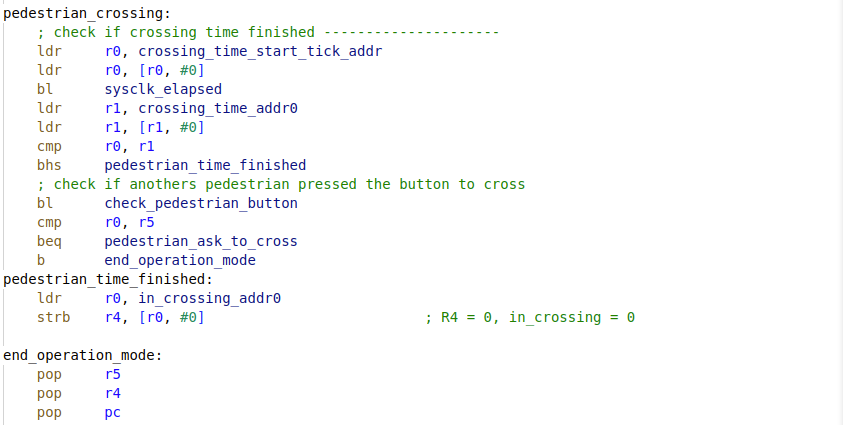 pedestrian_crossing:
    ; check if crossing time finished ---------------------
    ldr     r0, crossing_time_start_tick_addr
    ldr     r0, [r0, #0]
    bl      sysclk_elapsed
    ldr     r1, crossing_time_addr0
    ldr     r1, [r1, #0]
    cmp     r0, r1
    bhs     pedestrian_time_finished
    ; check if anothers pedestrian pressed the button to cross
    bl      check_pedestrian_button
    cmp     r0, r5
    beq     pedestrian_ask_to_cross
    b       end_operation_mode
pedestrian_time_finished:
    ldr     r0, in_crossing_addr0
    strb    r4, [r0, #0]                          ; R4 = 0, in_crossing = 0
end_operation_mode:
    pop     r5
    pop     r4
    pop     pc